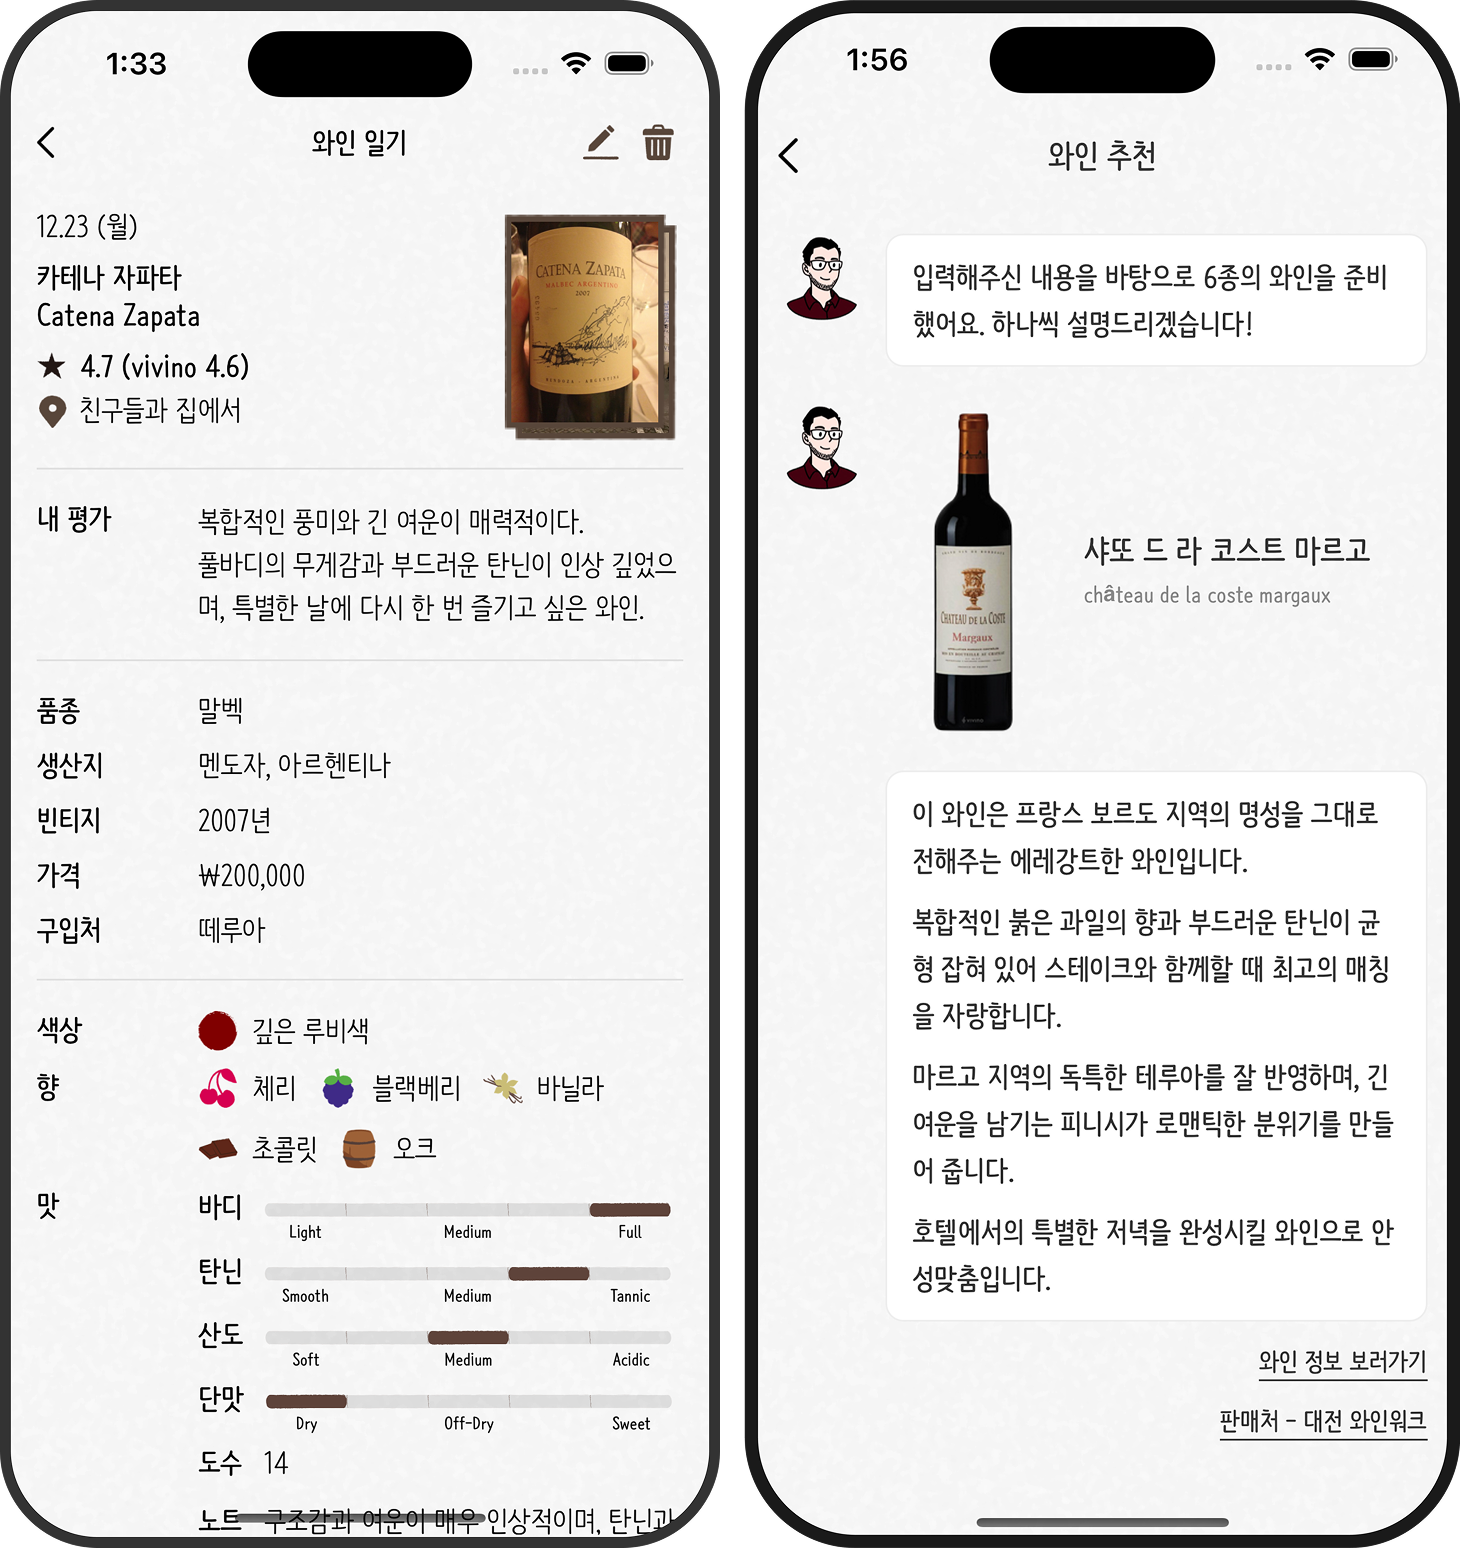 1:33
와인 일기
12.23 (월)
카테나 자파타
Catena Zapata
4.7 (vivino 4.6)
친구들과 집에서
CATENA ZAPATA
MALBEC ARGENTINO
2007
MENDOZA - ARGENTINA
내 평가
복합적인 풍미와 긴 여운이 매력적이다.
풀바디의 무게감과 부드러운 탄닌이 인상 깊었으
며, 특별한 날에 다시 한 번 즐기고 싶은 와인.
품종 말벡
생산지 멘도자, 아르헨티나
빈티지 2007년
가격 ₩200,000
구입처 떼루아
색상 깊은 루비색
향 체리 블랙베리 바닐라
초콜릿 오크
맛 바디
Light Medium Full
탄닌
Smooth Medium Tannic
산도
Soft Medium Acidic
단맛
Dry Off-Dry Sweet
도수 14
노트 구조감과 여운이 매우 인상적이며, 탄닌과
1:56
와인 추천
입력해주신 내용을 바탕으로 6종의 와인을 준비
했어요. 하나씩 설명드리겠습니다!
CHATEAU DE LA COSTE
Margaux
샤또 드 라 코스트 마르고
château de la coste margaux
이 와인은 프랑스 보르도 지역의 명성을 그대로
전해주는 에레강트한 와인입니다.
복합적인 붉은 과일의 향과 부드러운 탄닌이 균
형 잡혀 있어 스테이크와 함께할 때 최고의 매칭
을 자랑합니다.
마르고 지역의 독특한 테루아를 잘 반영하며, 긴
여운을 남기는 피니시가 로맨틱한 분위기를 만들
어 줍니다.
호텔에서의 특별한 저녁을 완성시킬 와인으로 안
성맞춤입니다.
와인 정보 보러가기
판매처 - 대전 와인워크